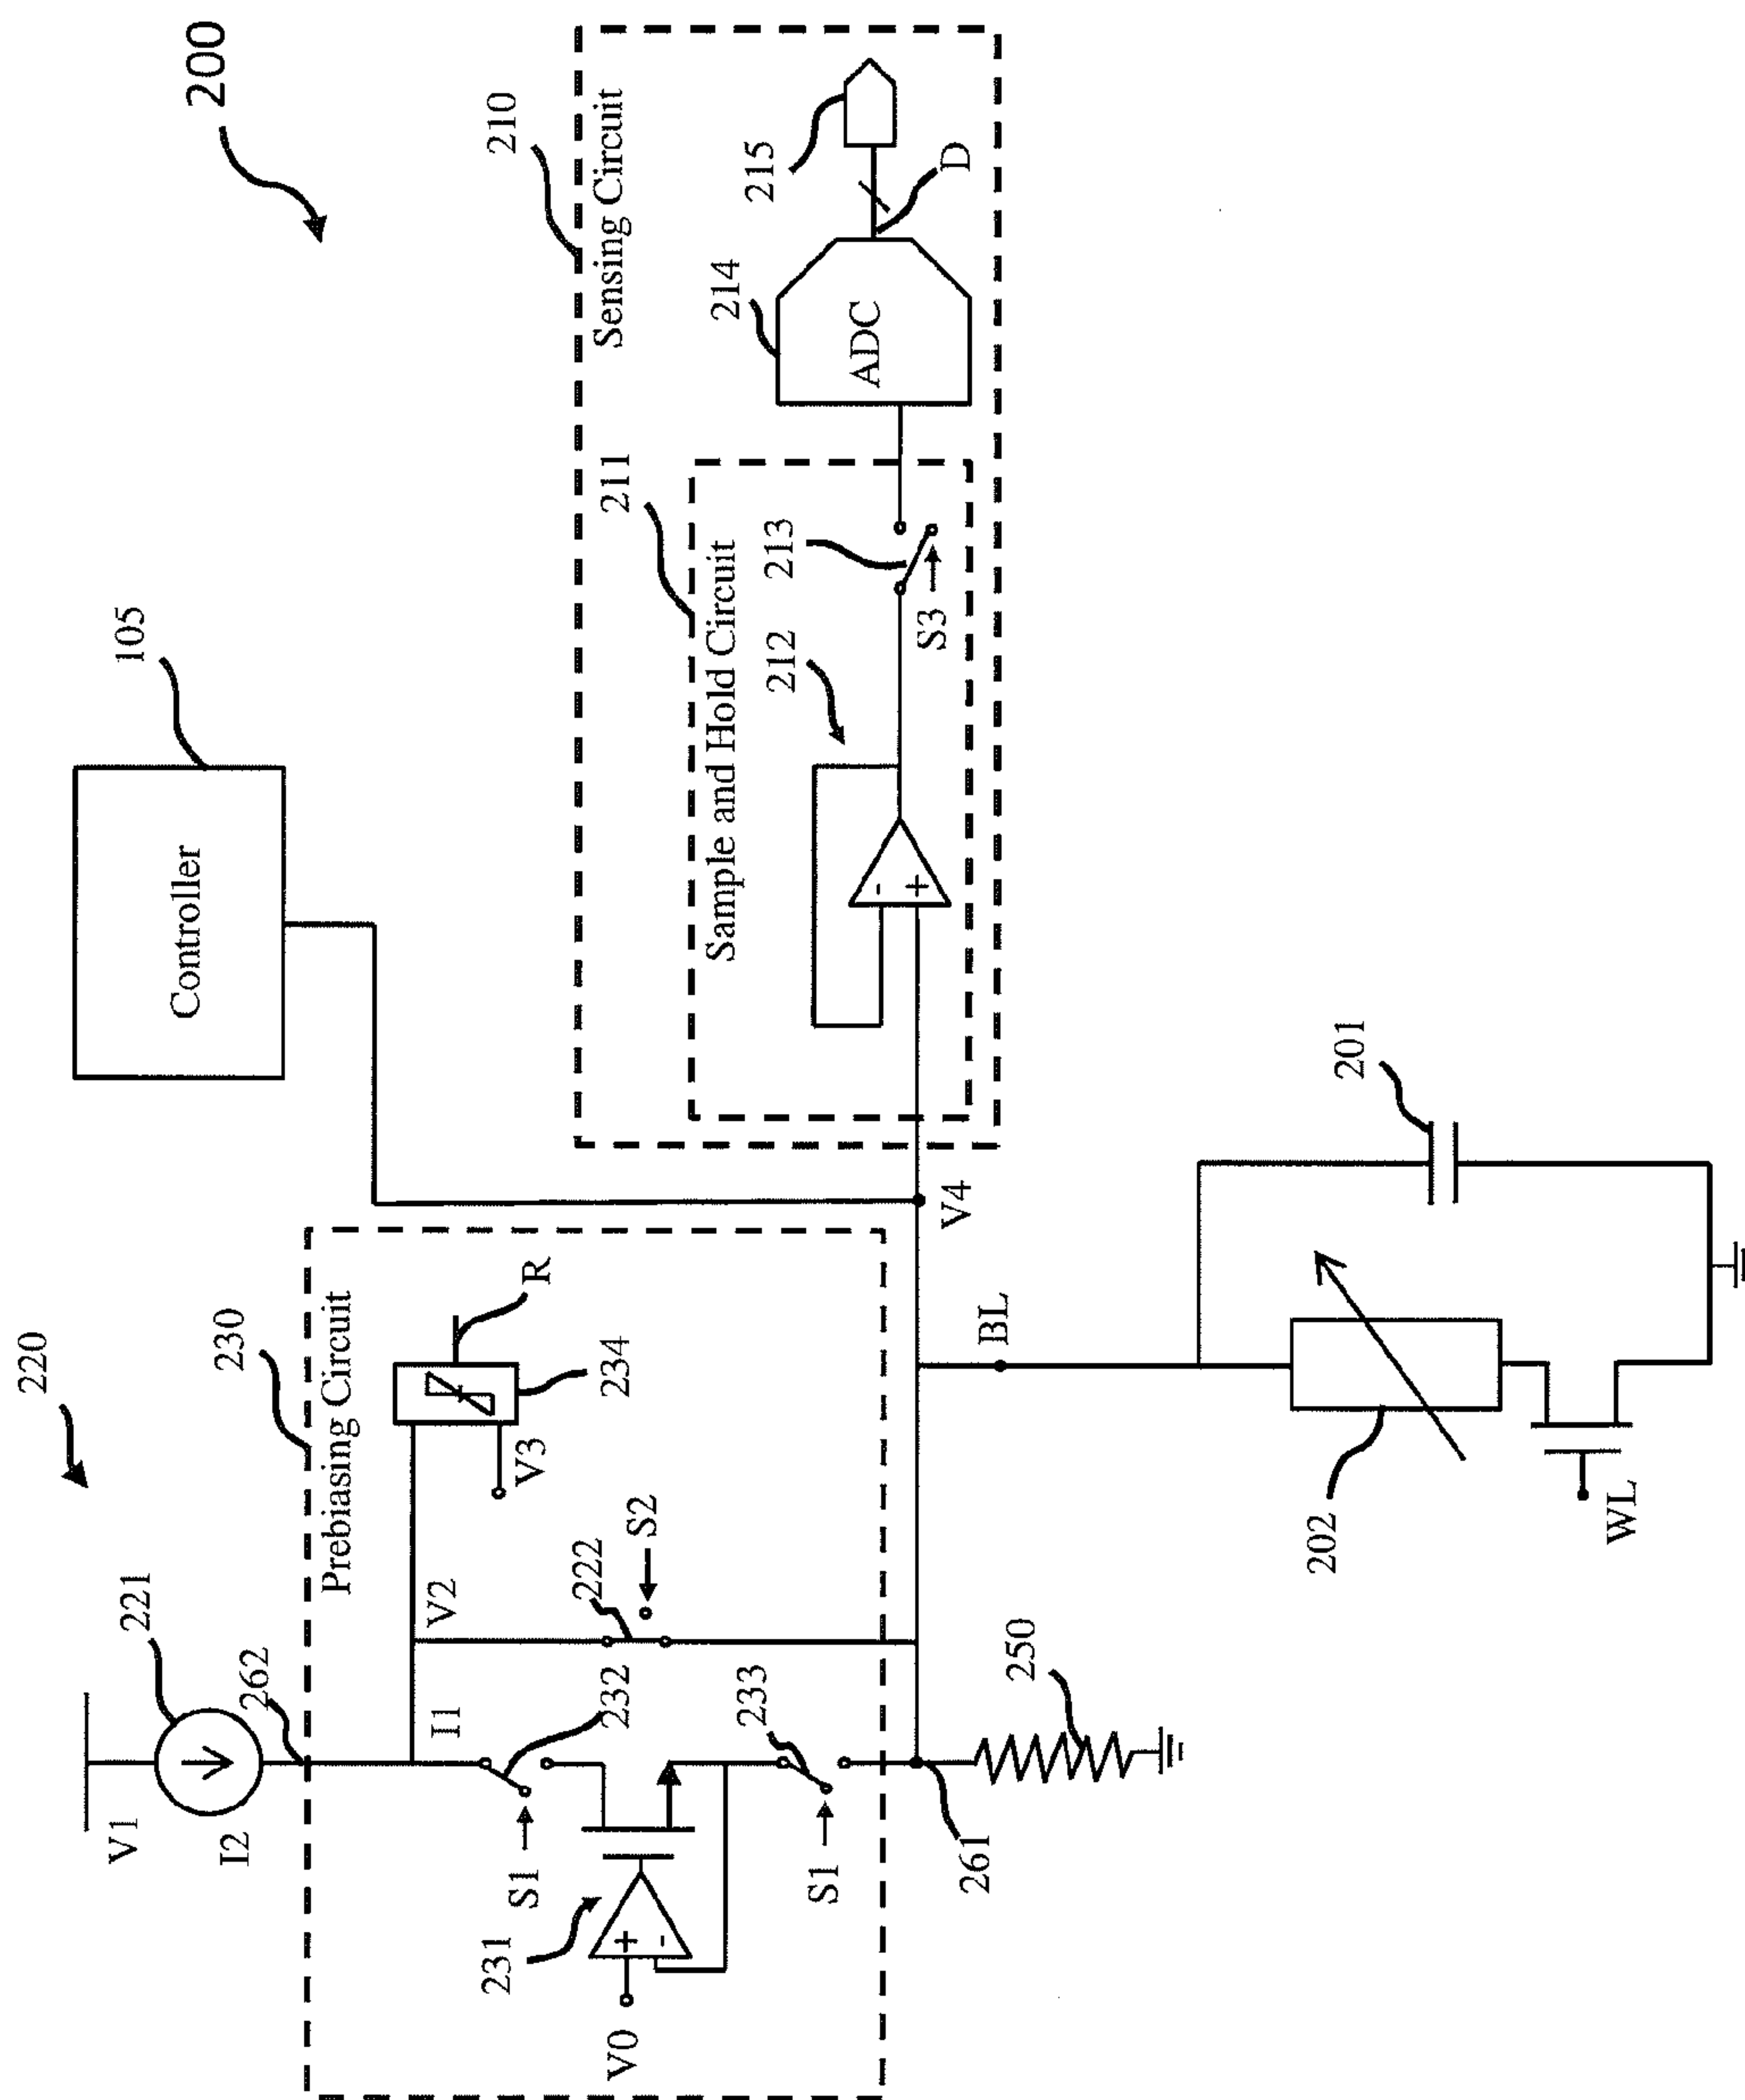 200
220
V1
I2
221
262
230
Prebiasing Circuit
I1
V2
R
234
V3
222
S2
232
S1
231
V0
233
S1
261
250
Controller
105
210
Sensing Circuit
211
Sample and Hold Circuit
212
213
S3
214
ADC
215
D
V4
BL
201
202
WL
+
-
-
+